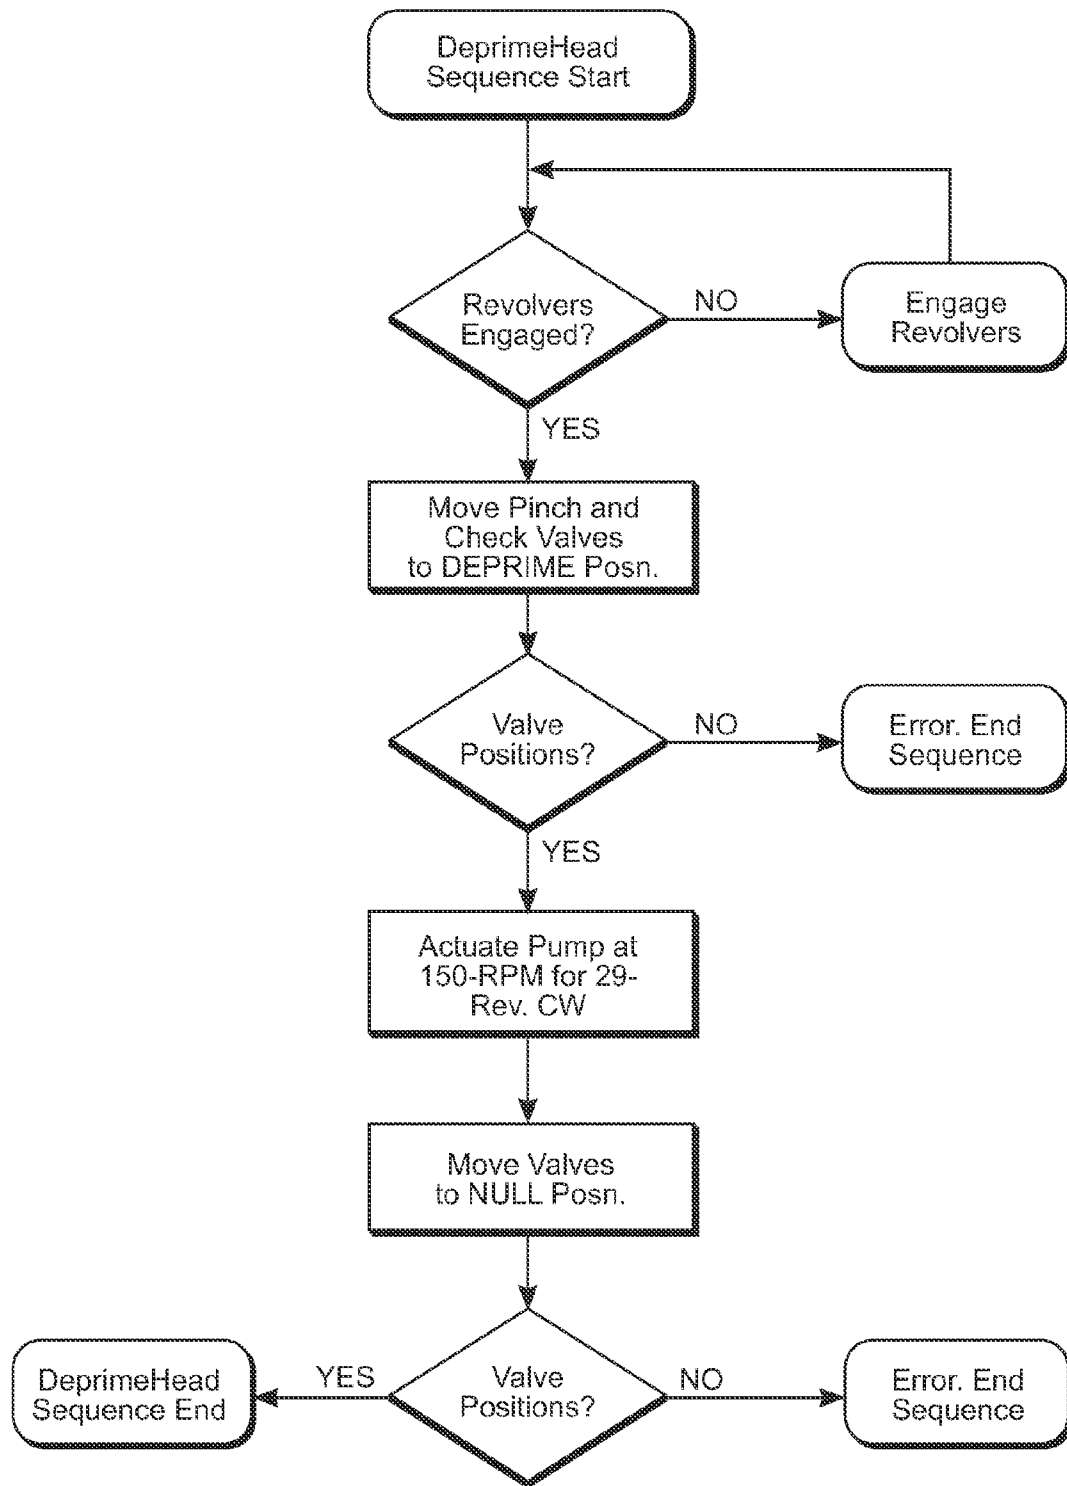 DeprimeHead
Sequence Start
Revolvers
Engaged?
NO
Engage
Revolvers
YES
Move Pinch and
Check Valves
to DEPRIME Posn.
Valve
Positions?
NO
Error. End
Sequence
YES
Actuate Pump at
150-RPM for 29-
Rev. CW
Move Valves
to NULL Posn.
DeprimeHead
Sequence End
YES
Valve
Positions?
NO
Error. End
Sequence